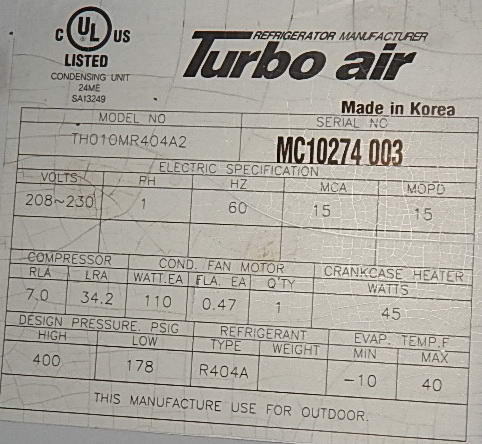 C UL US
LISTED
CONDENSING UNIT
24ME
SA13249
REFRIGERATOR MANUFACTURER
Turbo air
Made in Korea
MODEL NO
SERIAL NO
TH010MR404A2
MC10274 003
ELECTRIC SPECIFICATION
VOLTS PH HZ MCA MOPD
208~230 1 60 15 15
COMPRESSOR COND. FAN MOTOR CRANKCASE HEATER
RLA LRA WATT.EA FLA. EA Q'TY WATTS
7.0 34.2 110 0.47 1 45
DESIGN PRESSURE. PSIG REFRIGERANT EVAP. TEMP.F
HIGH LOW TYPE WEIGHT MIN MAX
400 178 R404A -10 40
THIS MANUFACTURE USE FOR OUTDOOR.